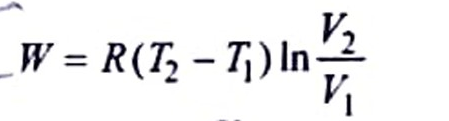 W = R(T₂ − T₁) ln V₂/V₁